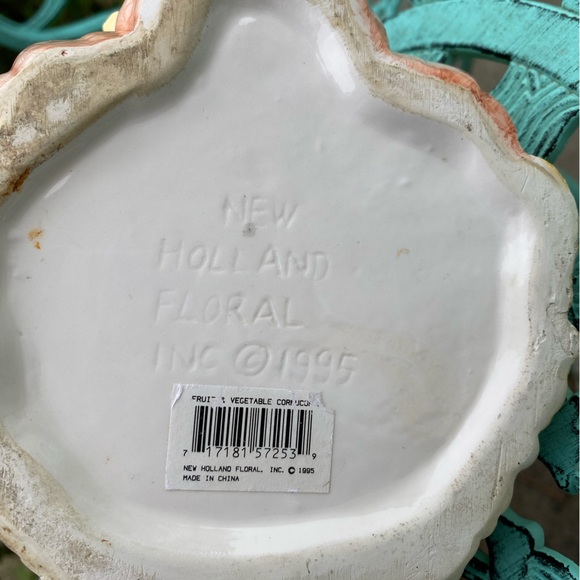 NEW
HOLLAND
FLORAL
INC © 1995
FRUIT & VEGETABLE CORNUCOP
7 17181 57253 9
NEW HOLLAND FLORAL, INC. © 1995
MADE IN CHINA